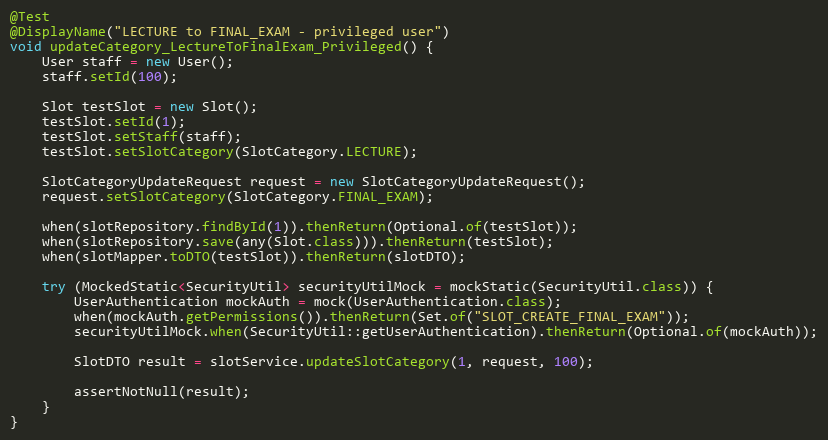 @Test
@DisplayName("LECTURE to FINAL_EXAM - privileged user")
void updateCategory_LectureToFinalExam_Privileged() {
    User staff = new User();
    staff.setId(100);

    Slot testSlot = new Slot();
    testSlot.setId(1);
    testSlot.setStaff(staff);
    testSlot.setSlotCategory(SlotCategory.LECTURE);

    SlotCategoryUpdateRequest request = new SlotCategoryUpdateRequest();
    request.setSlotCategory(SlotCategory.FINAL_EXAM);

    when(slotRepository.findById(1)).thenReturn(Optional.of(testSlot));
    when(slotRepository.save(any(Slot.class))).thenReturn(testSlot);
    when(slotMapper.toDTO(testSlot)).thenReturn(slotDTO);

    try (MockedStatic<SecurityUtil> securityUtilMock = mockStatic(SecurityUtil.class)) {
        UserAuthentication mockAuth = mock(UserAuthentication.class);
        when(mockAuth.getPermissions()).thenReturn(Set.of("SLOT_CREATE_FINAL_EXAM"));
        securityUtilMock.when(SecurityUtil::getUserAuthentication).thenReturn(Optional.of(mockAuth));

        SlotDTO result = slotService.updateSlotCategory(1, request, 100);

        assertNotNull(result);
    }
}